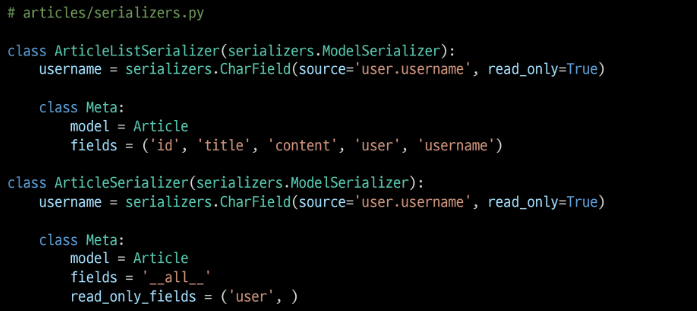 # articles/serializers.py

class ArticleListSerializer(serializers.ModelSerializer):
    username = serializers.CharField(source='user.username', read_only=True)

    class Meta:
        model = Article
        fields = ('id', 'title', 'content', 'user', 'username')

class ArticleSerializer(serializers.ModelSerializer):
    username = serializers.CharField(source='user.username', read_only=True)

    class Meta:
        model = Article
        fields = '__all__'
        read_only_fields = ('user', )